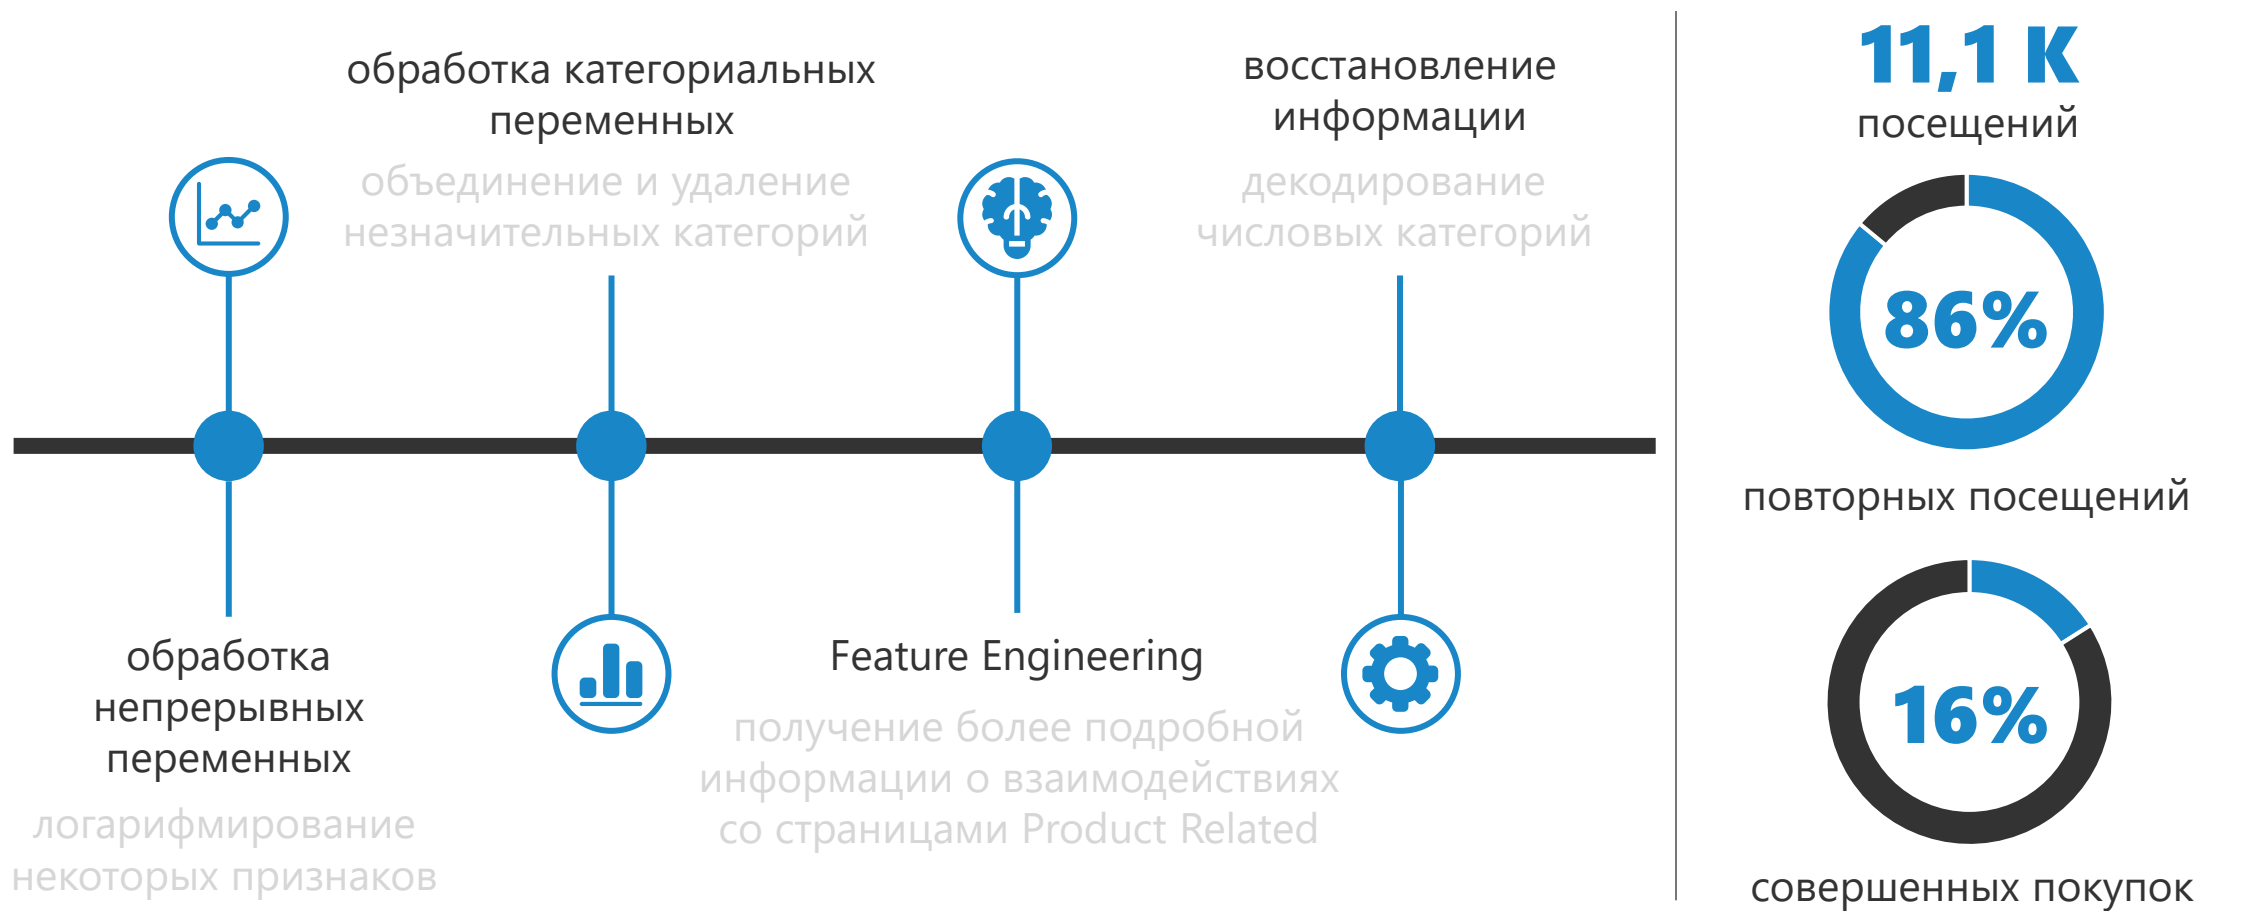 обработка категориальных
переменных
объединение и удаление
незначительных категорий
восстановление
информации
декодирование
числовых категорий
обработка
непрерывных
переменных
логарифмирование
некоторых признаков
Feature Engineering
получение более подробной
информации о взаимодействиях
со страницами Product Related
11,1 К
посещений
86%
повторных посещений
16%
совершенных покупок